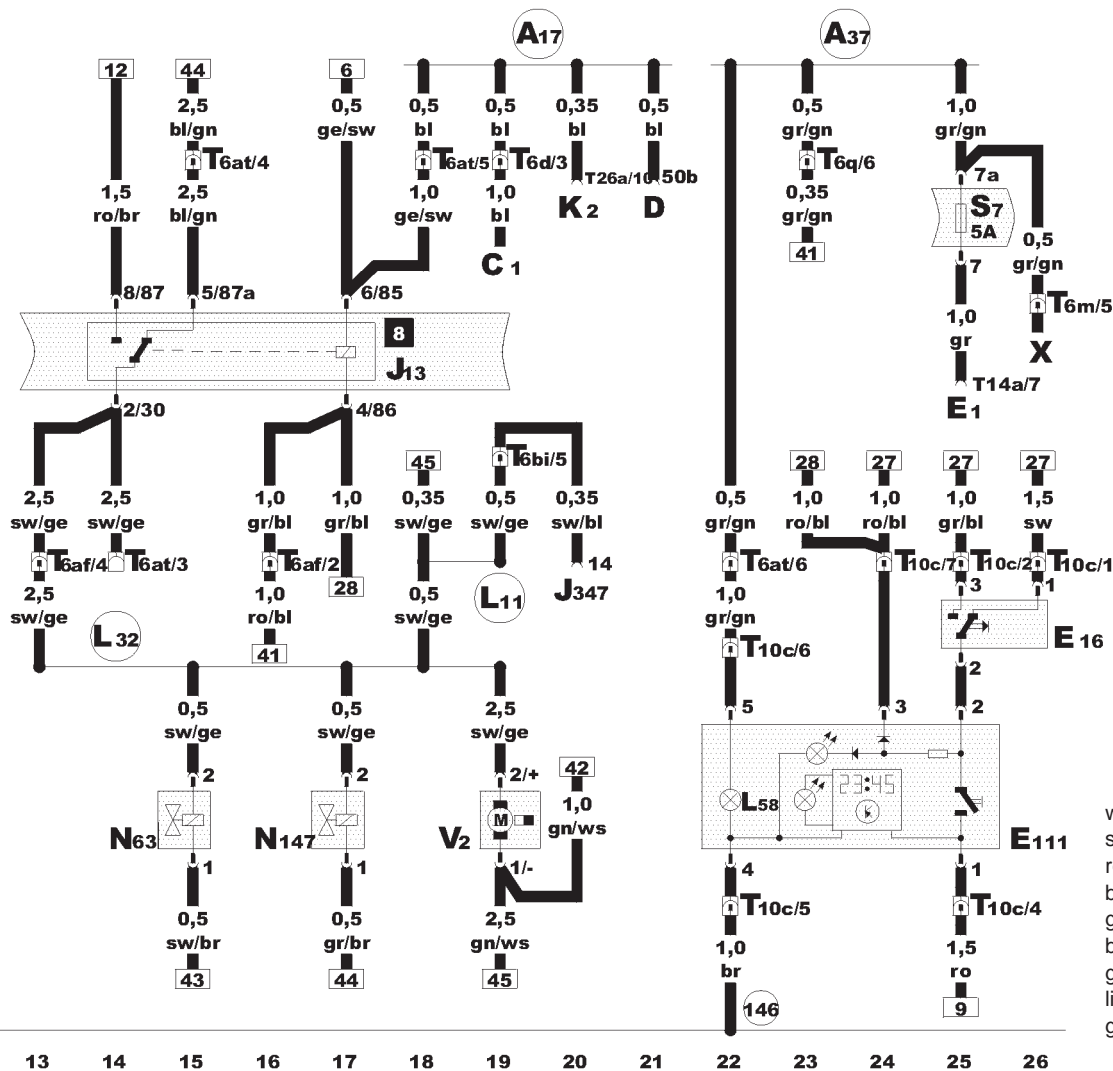 A17 A37
12 44 6
2,5 0,5 0,5 0,5 0,35 0,5 0,5 1,0
bl/gn ge/sw bl bl bl bl gr/gn gr/gn
T6at/4 T6at/5 T6d/3 T26a/10 50b T6q/6 7a
1,5 2,5 1,0 1,0 K2 D 0,35 S7
ro/br bl/gn ge/sw bl gr/gn 5A
C1 41 0,5
gr/gn
8/87 5/87a 6/85 7
T6m/5
8 1,0
J13 gr X
T14a/7
E1
2/30 4/86
T6bi/5
45 28 27 27 27
2,5 2,5 1,0 1,0 0,35 0,5 0,35 0,5 1,0 1,0 1,0 1,5
sw/ge sw/ge gr/bl gr/bl sw/ge sw/ge sw/bl gr/gn ro/bl ro/bl gr/bl sw
T6af/4 T6at/3 T6af/2 14 T6at/6 T10c/7 T10c/2 T10c/1
2,5 1,0 28 0,5 L11 J347 1,0 3 1
sw/ge ro/bl sw/ge gr/gn
L32 41 T10c/6 E16
2
0,5 0,5 2,5 5 3 2
sw/ge sw/ge sw/ge
2 2 2/+ 42 23:45
1,0
gn/ws
M L58
N63 N147 V2 E111
1 1 1/- 4 1
0,5 0,5 2,5 T10c/5 T10c/4
sw/br gr/br gn/ws 1,0 1,5
43 44 45 br ro
146 9
w
s
r
b
g
b
g
li
g
13 14 15 16 17 18 19 20 21 22 23 24 25 26